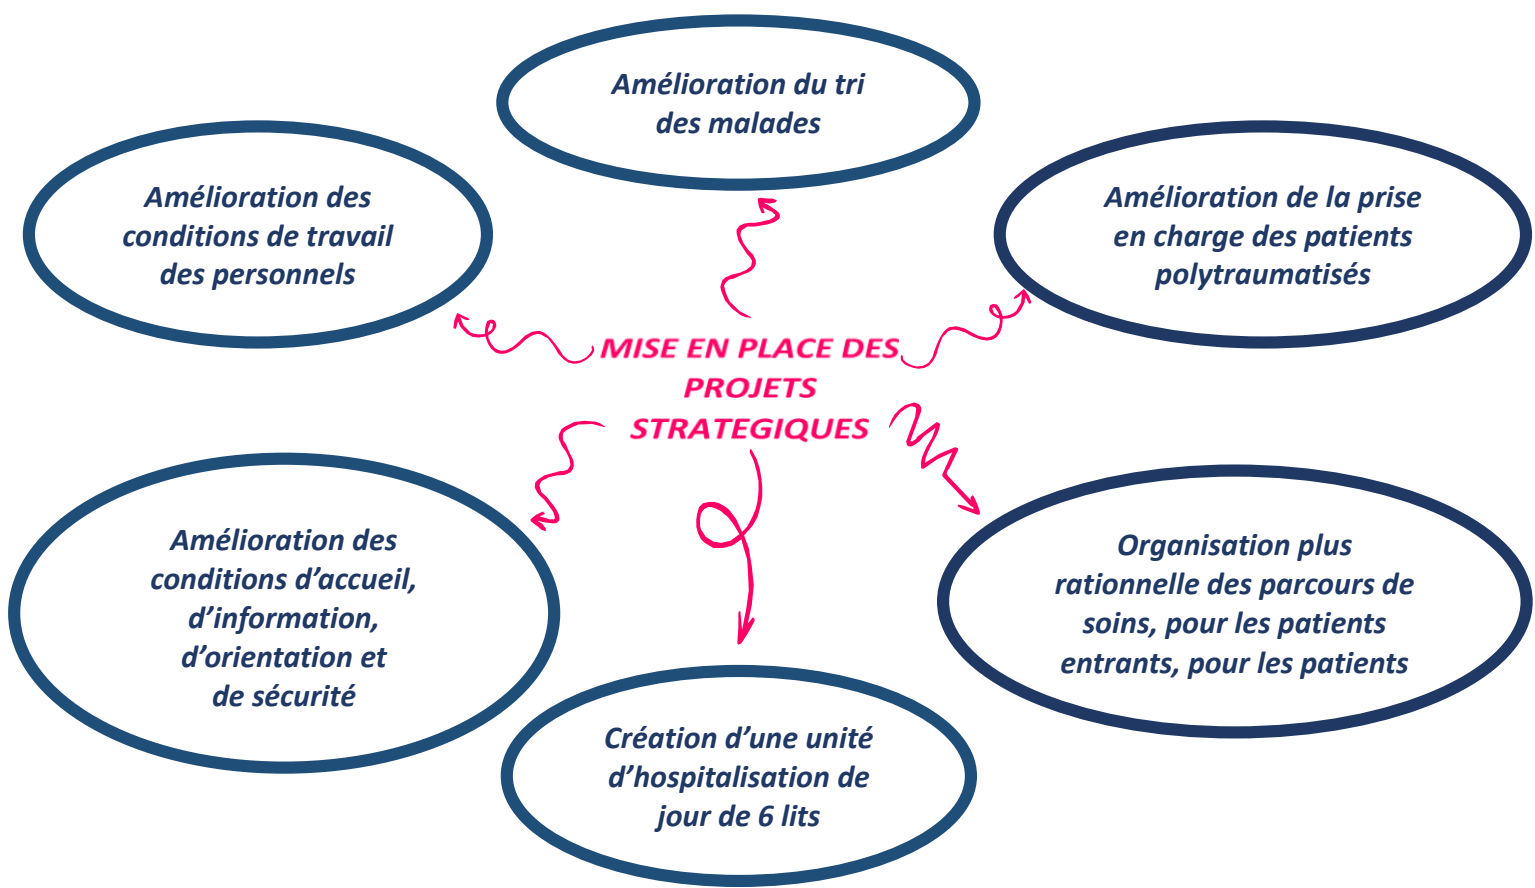 Amélioration du tri
des malades
Amélioration des
conditions de travail
des personnels
Amélioration de la prise
en charge des patients
polytraumatisés
MISE EN PLACE DES
PROJETS
STRATEGIQUES
Amélioration des
conditions d’accueil,
d’information,
d’orientation et
de sécurité
Organisation plus
rationnelle des parcours de
soins, pour les patients
entrants, pour les patients
Création d’une unité
d’hospitalisation de
jour de 6 lits